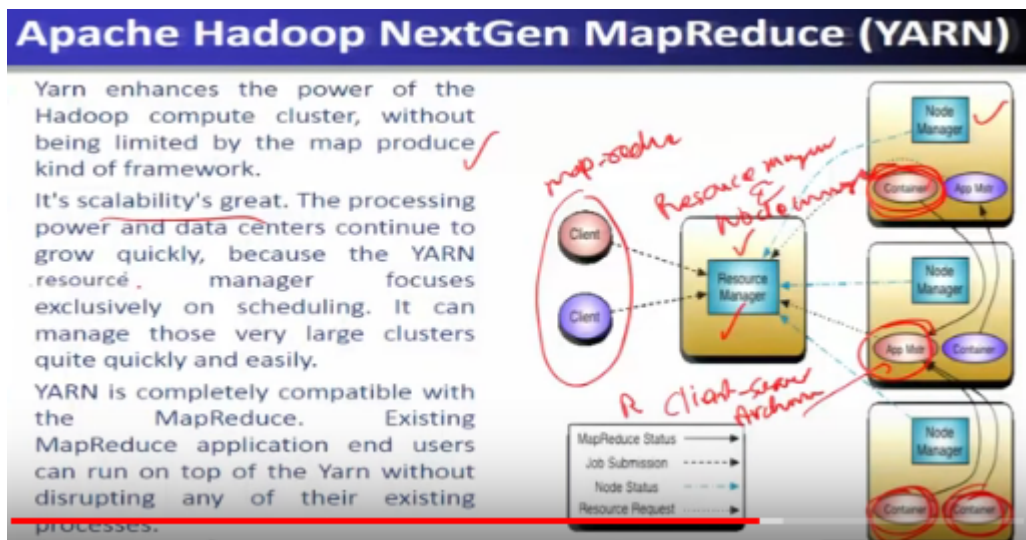 Apache Hadoop NextGen MapReduce (YARN)
Yarn enhances the power of the
Hadoop compute cluster, without
being limited by the map produce
kind of framework.
It's scalability's great. The processing
power and data centers continue to
grow quickly, because the YARN
resource manager focuses
exclusively on scheduling. It can
manage those very large clusters
quite quickly and easily.
YARN is completely compatible with
the MapReduce. Existing
MapReduce application end users
can run on top of the Yarn without
disrupting any of their existing
processes.
Client
Client
Resource
Manager
Resource
&
Node
Node
Manager
Container
App Mstr
Node
Manager
App Mstr
Container
Node
Manager
Container
Container
R Client-server
MapReduce Status
Job Submission
Node Status
Resource Request